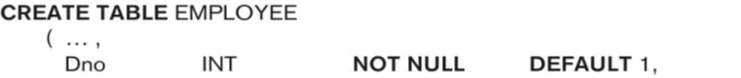 CREATE TABLE EMPLOYEE
( … ,
Dno INT NOT NULL DEFAULT 1,